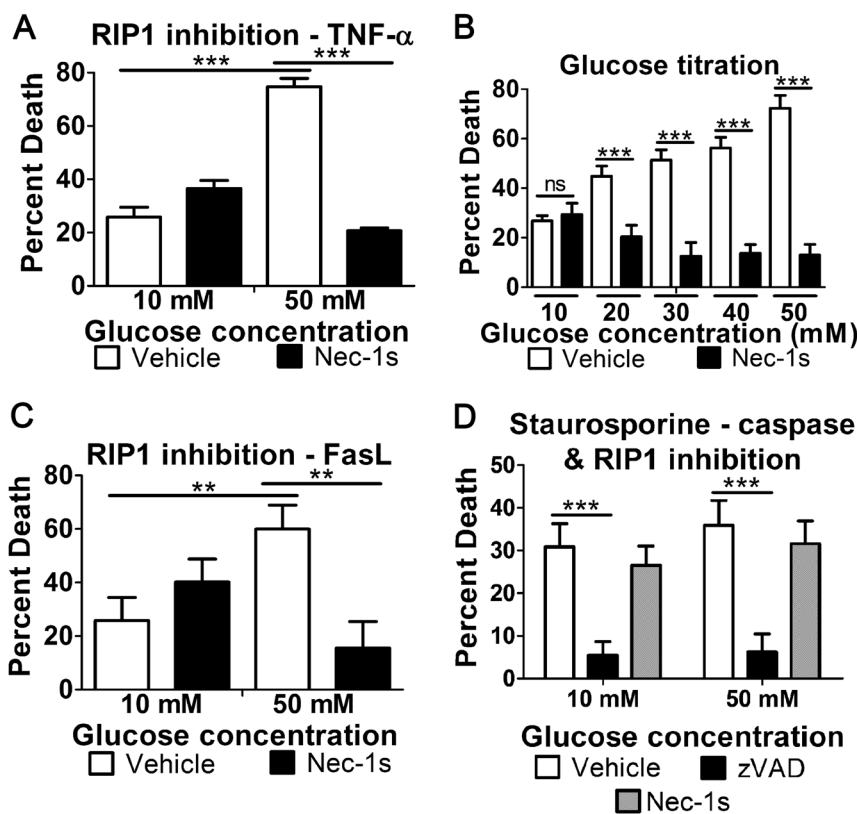 A
RIP1 inhibition - TNF-α
*** ***
Percent Death
80
60
40
20
0
10 mM 50 mM
Glucose concentration
Vehicle Nec-1s
B
Glucose titration
Percent Death
80
60
40
20
0
ns *** *** *** ***
10 20 30 40 50
Glucose concentration (mM)
Vehicle Nec-1s
C
RIP1 inhibition - FasL
** **
Percent Death
80
60
40
20
0
10 mM 50 mM
Glucose concentration
Vehicle Nec-1s
D
Staurosporine - caspase
& RIP1 inhibition
Percent Death
50
40
30
20
10
0
*** ***
10 mM 50 mM
Glucose concentration
Vehicle zVAD
Nec-1s